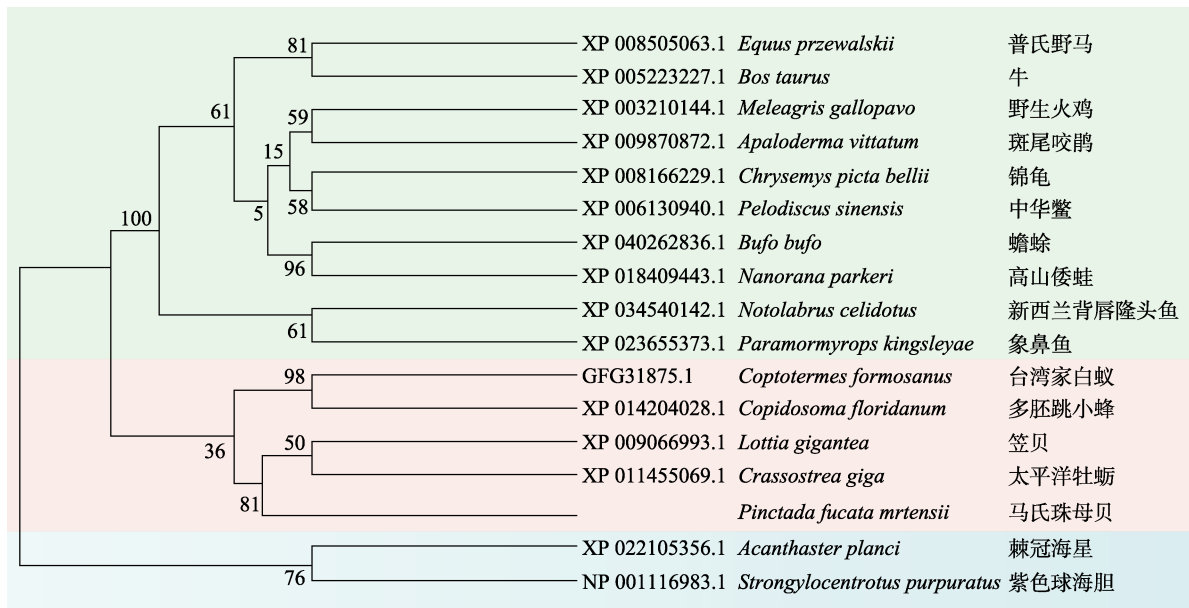 81 XP 008505063.1 Equus przewalskii 普氏野马
XP 005223227.1 Bos taurus 牛
61 59 XP 003210144.1 Meleagris gallopavo 野生火鸡
XP 009870872.1 Apaloderma vittatum 斑尾咬鹃
15 XP 008166229.1 Chrysemys picta bellii 锦龟
100 5 58 XP 006130940.1 Pelodiscus sinensis 中华鳖
XP 040262836.1 Bufo bufo 蟾蜍
96 XP 018409443.1 Nanorana parkeri 高山倭蛙
XP 034540142.1 Notolabrus celidotus 新西兰背唇隆头鱼
61 XP 023655373.1 Paramormyrops kingsleyae 象鼻鱼
98 GFG31875.1 Coptotermes formosanus 台湾家白蚁
XP 014204028.1 Copidosoma floridanum 多胚跳小蜂
36 50 XP 009066993.1 Lottia gigantea 笠贝
XP 011455069.1 Crassostrea giga 太平洋牡蛎
81 Pinctada fucata mrtensii 马氏珠母贝
XP 022105356.1 Acanthaster planci 棘冠海星
76 NP 001116983.1 Strongylocentrotus purpuratus 紫色球海胆